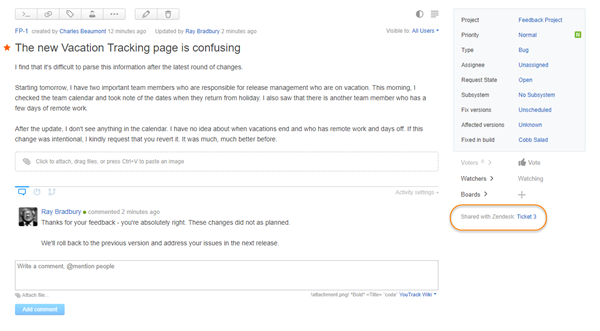 FP-1 created by Charles Beaumont 12 minutes ago Updated by Ray Bradbury 2 minutes ago
Visible to: All Users
The new Vacation Tracking page is confusing
I find that it's difficult to parse this information after the latest round of changes.
Starting tomorrow, I have two important team members who are responsible for release management who are on vacation. This morning, I
checked the team calendar and took note of the dates when they return from holiday. I also saw that there is another team member who has a
few days of remote work.
After the update, I don't see anything in the calendar. I have no idea about when vacations end and who has remote work and days off. If this
change was intentional, I kindly request that you revert it. It was much, much better before.
Click to attach, drag files, or press Ctrl+V to paste an image
Activity settings
Ray Bradbury commented 2 minutes ago
Thanks for your feedback - you're absolutely right. These changes did not as planned.
We'll roll back to the previous version and address your issues in the next release.
Write a comment, @mention people
Attach file...
!attachment.png! *Bold* =Title= `code` YouTrack Wiki
Add comment
Project Feedback Project
Priority Normal N
Type Bug
Assignee Unassigned
Request State Open
Subsystem No Subsystem
Fix versions Unscheduled
Affected versions Unknown
Fixed in build Cobb Salad
Voters Vote
Watchers Watching
Boards
Shared with Zendesk: Ticket 3